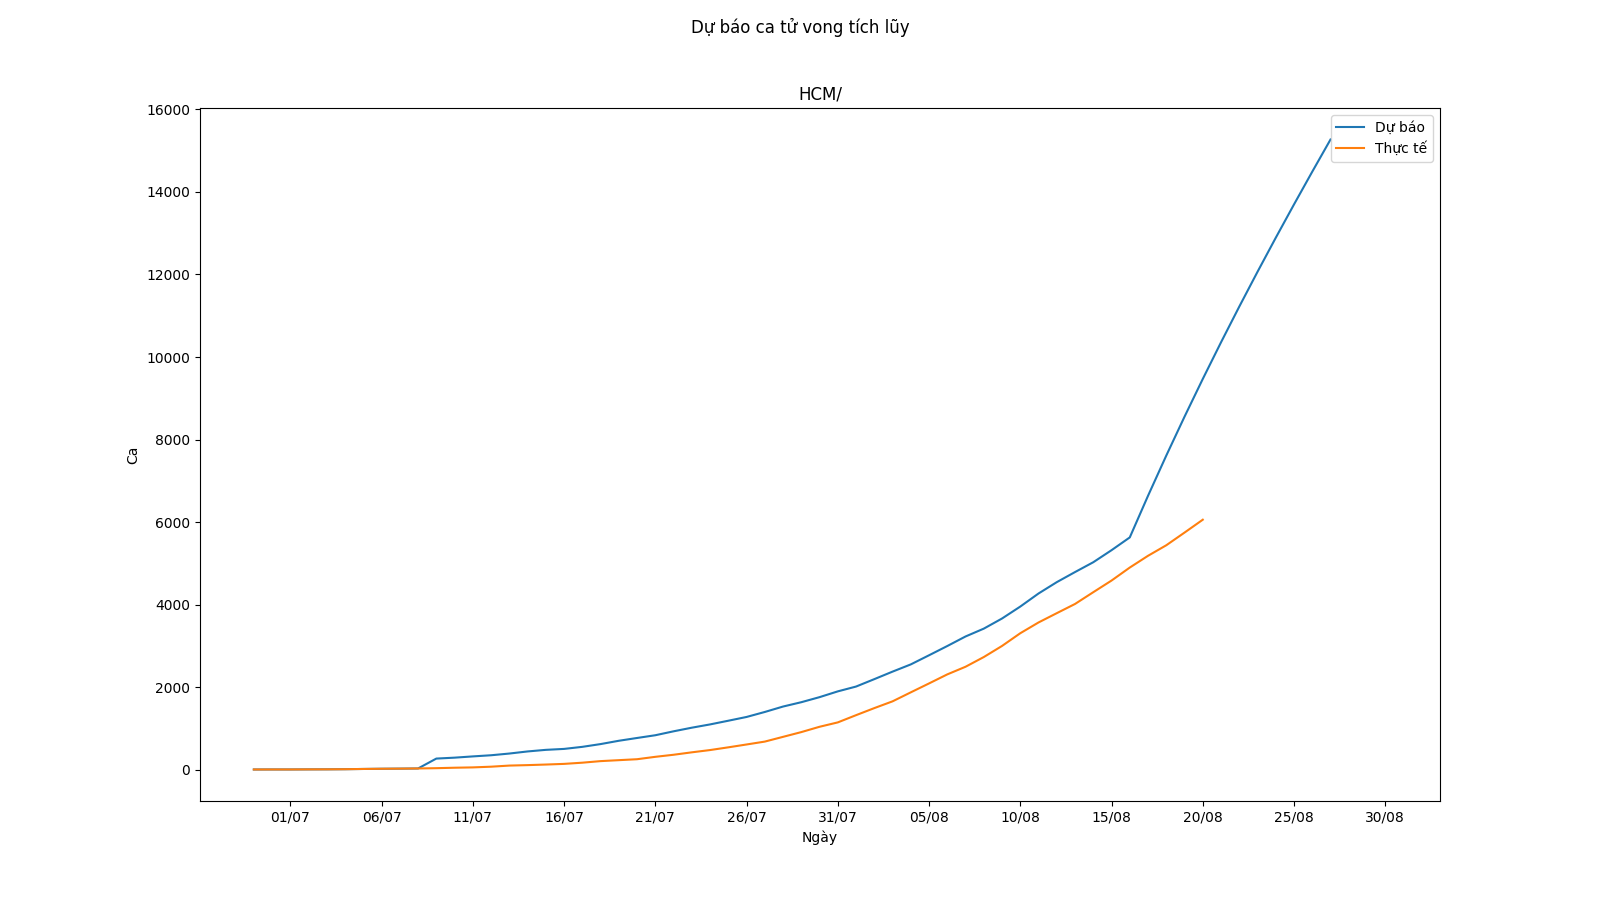 Dự báo ca tử vong tích lũy
HCM/
16000
14000
12000
10000
8000
6000
4000
2000
0
Ca
Dự báo
Thực tế
01/07 06/07 11/07 16/07 21/07 26/07 31/07 05/08 10/08 15/08 20/08 25/08 30/08
Ngày